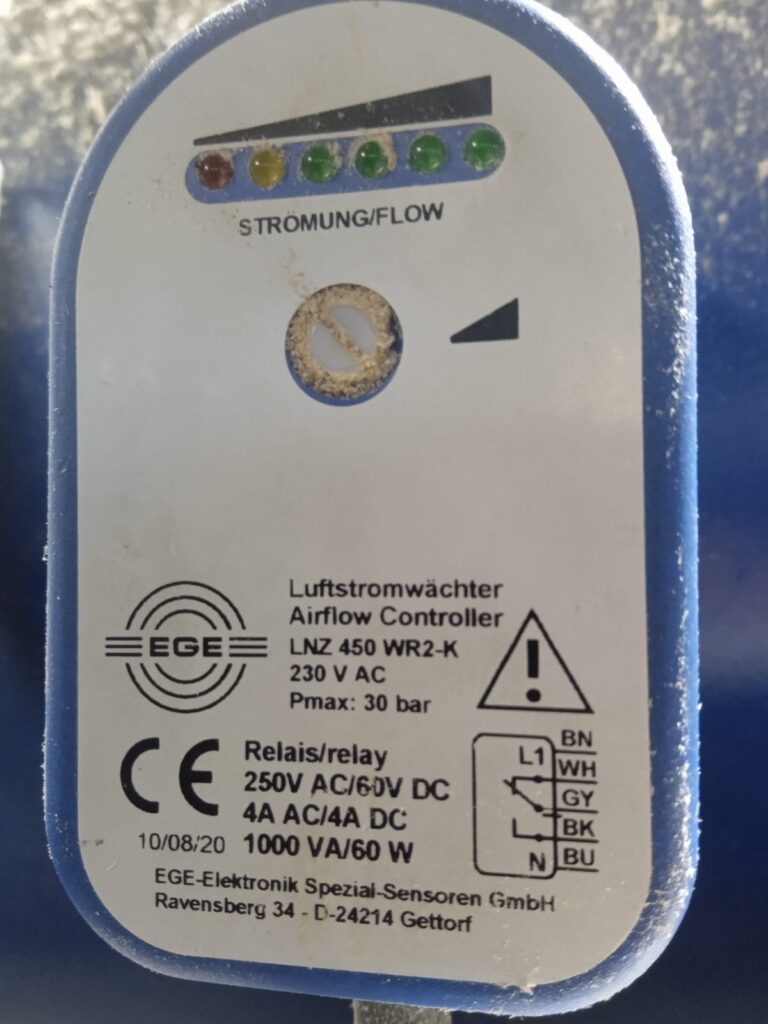 STRÖMUNG/FLOW
EGE
Luftstromwächter
Airflow Controller
LNZ 450 WR2-K
230 V AC
Pmax: 30 bar
!
CE
10/08/20
Relais/relay
250V AC/60V DC
4A AC/4A DC
1000 VA/60 W
L1 BN
WH
GY
BK
N BU
EGE-Elektronik Spezial-Sensoren GmbH
Ravensberg 34 - D-24214 Gettorf